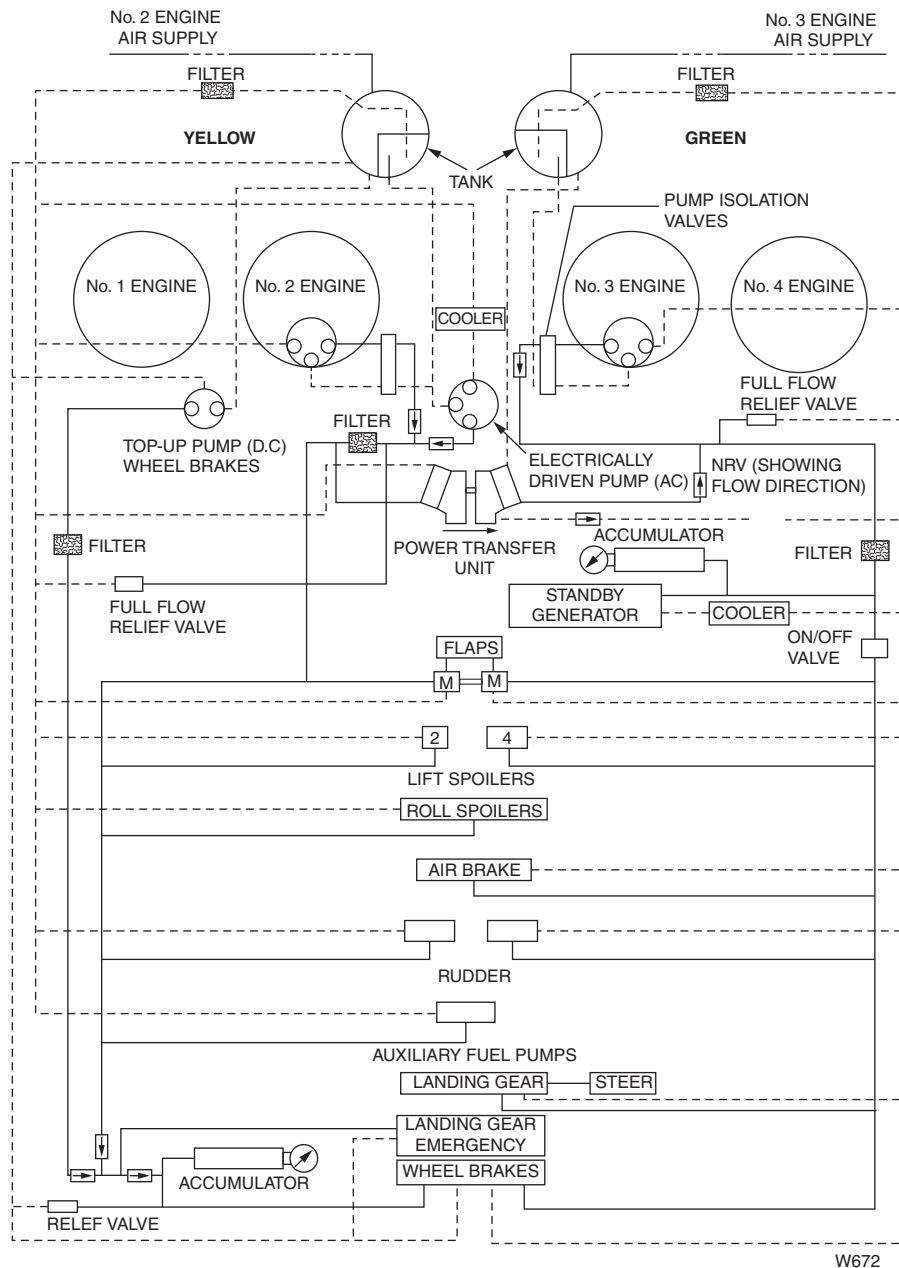 No. 2 ENGINE
AIR SUPPLY
No. 3 ENGINE
AIR SUPPLY
FILTER
FILTER
YELLOW
GREEN
TANK
PUMP ISOLATION
VALVES
No. 1 ENGINE
No. 2 ENGINE
No. 3 ENGINE
No. 4 ENGINE
COOLER
FULL FLOW
RELIEF VALVE
FILTER
TOP-UP PUMP (D.C)
WHEEL BRAKES
ELECTRICALLY
DRIVEN PUMP (AC)
NRV (SHOWING
FLOW DIRECTION)
FILTER
POWER TRANSFER
UNIT
ACCUMULATOR
FILTER
FULL FLOW
RELIEF VALVE
STANDBY
GENERATOR
COOLER
ON/OFF
VALVE
FLAPS
M
M
2
4
LIFT SPOILERS
ROLL SPOILERS
AIR BRAKE
RUDDER
AUXILIARY FUEL PUMPS
LANDING GEAR
STEER
LANDING GEAR
EMERGENCY
WHEEL BRAKES
ACCUMULATOR
RELEF VALVE
W672